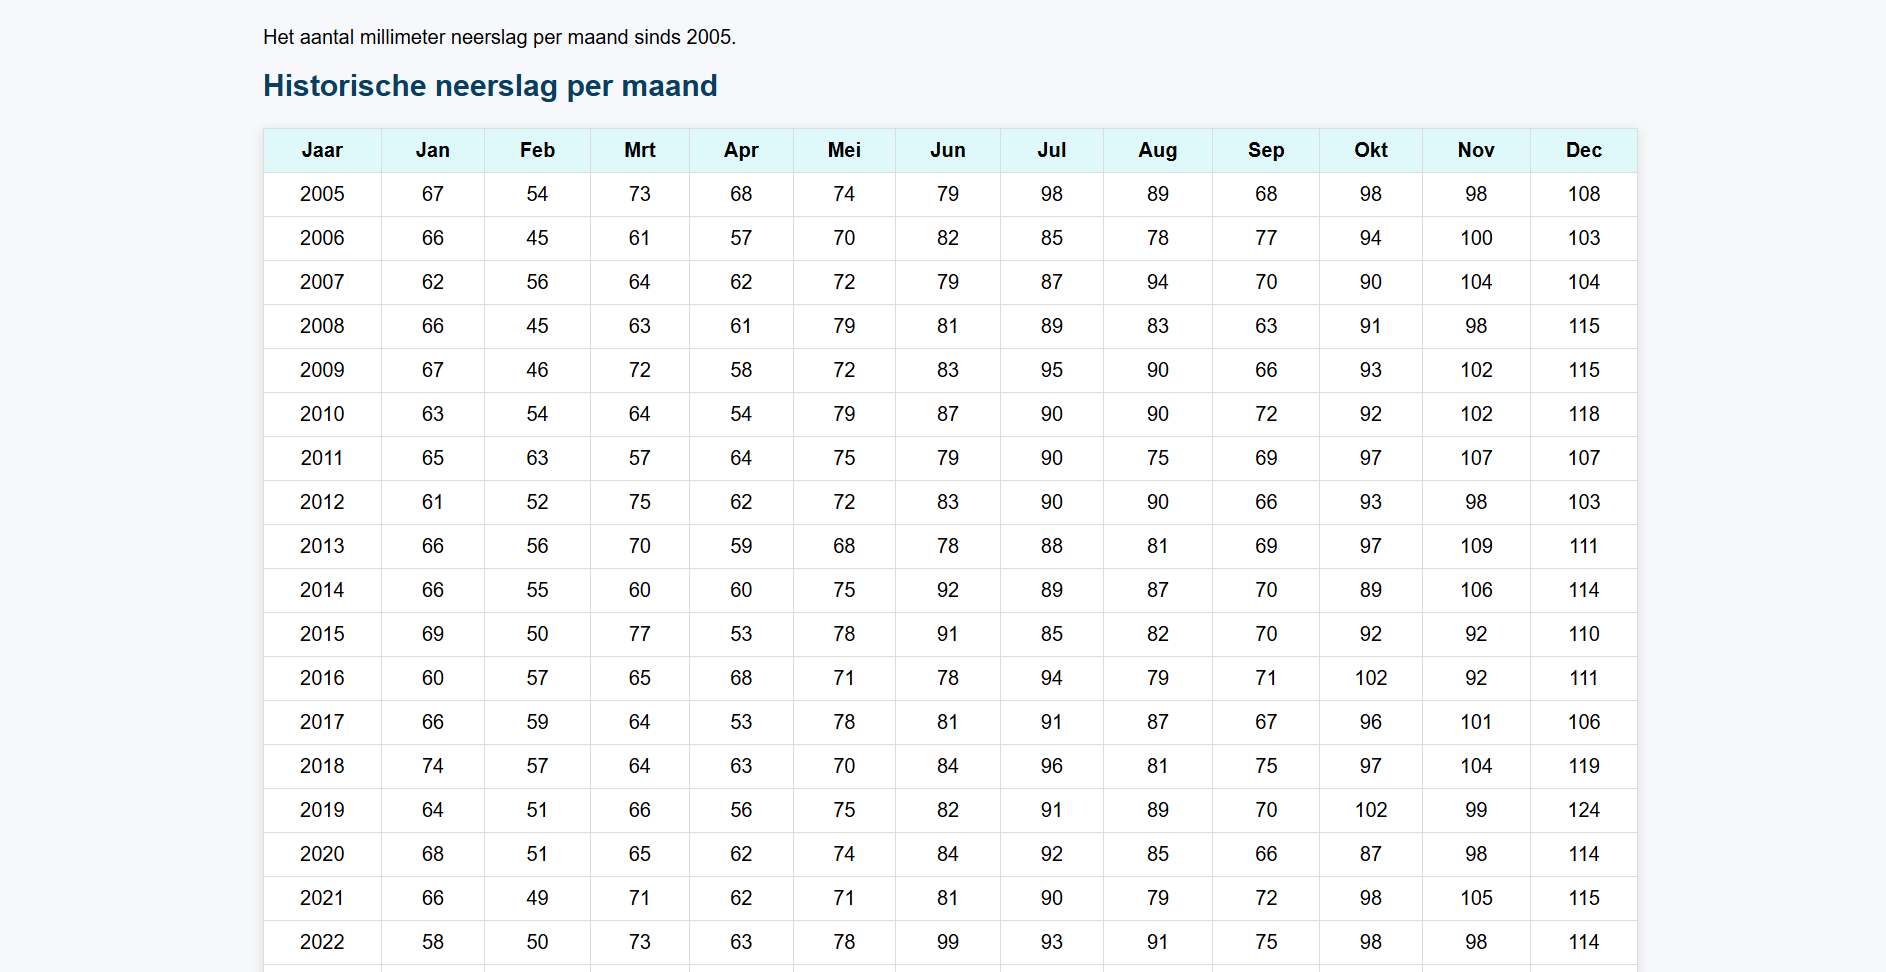 Het aantal millimeter neerslag per maand sinds 2005.
Historische neerslag per maand
Jaar Jan Feb Mrt Apr Mei Jun Jul Aug Sep Okt Nov Dec
2005 67 54 73 68 74 79 98 89 68 98 98 108
2006 66 45 61 57 70 82 85 78 77 94 100 103
2007 62 56 64 62 72 79 87 94 70 90 104 104
2008 66 45 63 61 79 81 89 83 63 91 98 115
2009 67 46 72 58 72 83 95 90 66 93 102 115
2010 63 54 64 54 79 87 90 90 72 92 102 118
2011 65 63 57 64 75 79 90 75 69 97 107 107
2012 61 52 75 62 72 83 90 90 66 93 98 103
2013 66 56 70 59 68 78 88 81 69 97 109 111
2014 66 55 60 60 75 92 89 87 70 89 106 114
2015 69 50 77 53 78 91 85 82 70 92 92 110
2016 60 57 65 68 71 78 94 79 71 102 92 111
2017 66 59 64 53 78 81 91 87 67 96 101 106
2018 74 57 64 63 70 84 96 81 75 97 104 119
2019 64 51 66 56 75 82 91 89 70 102 99 124
2020 68 51 65 62 74 84 92 85 66 87 98 114
2021 66 49 71 62 71 81 90 79 72 98 105 115
2022 58 50 73 63 78 99 93 91 75 98 98 114